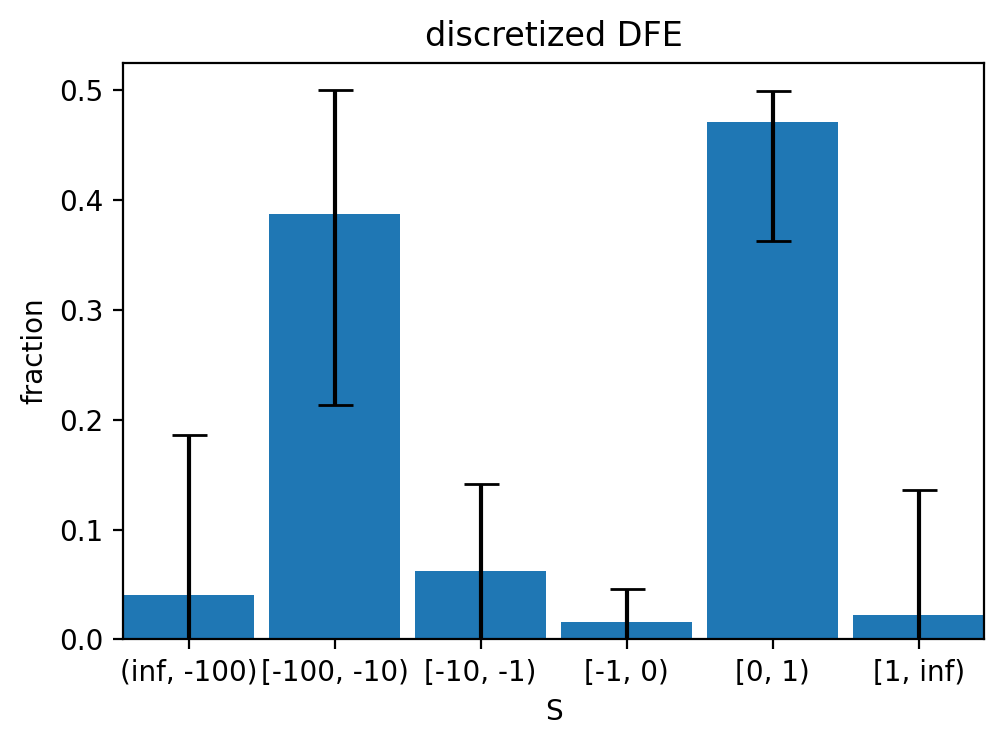 discretized DFE
0.5
0.4
0.3
0.2
0.1
0.0
fraction
(inf, -100) [-100, -10) [-10, -1) [-1, 0) [0, 1) [1, inf)
S